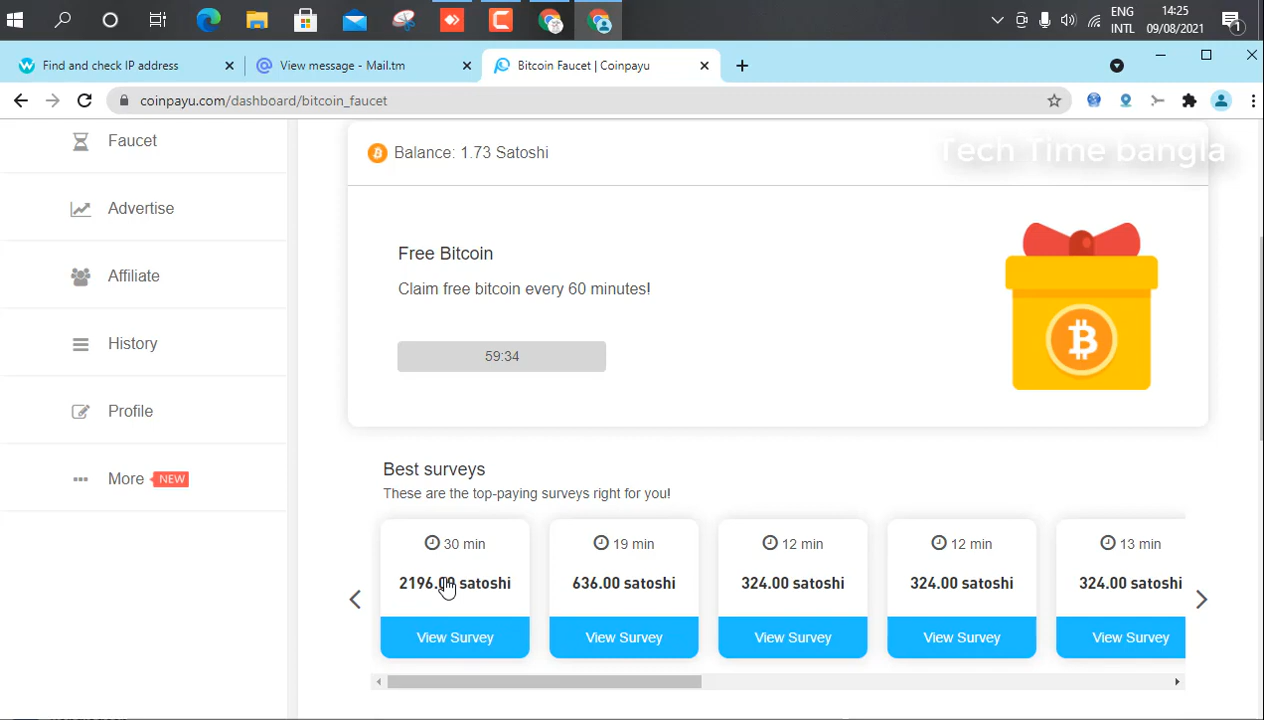 ENG
14:25
INTL
09/08/2021
1
Find and check IP address
View message - Mail.tm
Bitcoin Faucet | Coinpayu
coinpayu.com/dashboard/bitcoin_faucet
Faucet
Advertise
Affiliate
History
Profile
More NEW
Balance: 1.73 Satoshi
Tech Time bangla
Free Bitcoin
Claim free bitcoin every 60 minutes!
59:34
Best surveys
These are the top-paying surveys right for you!
30 min
19 min
12 min
12 min
13 min
2196.00 satoshi
636.00 satoshi
324.00 satoshi
324.00 satoshi
324.00 satoshi
View Survey
View Survey
View Survey
View Survey
View Survey